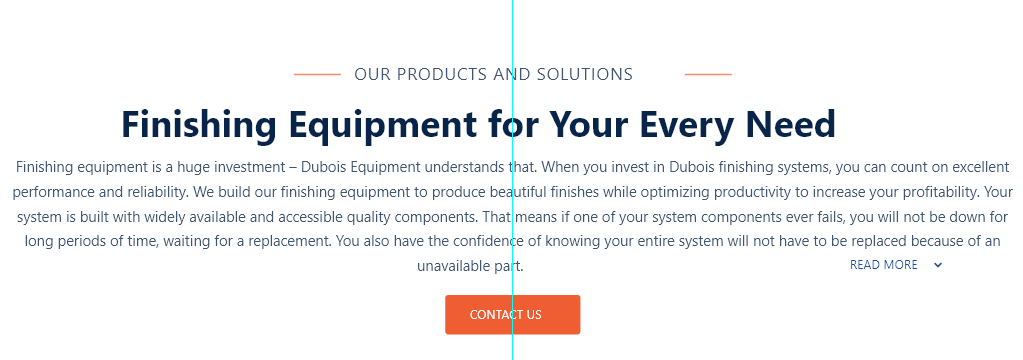 OUR PRODUCTS AND SOLUTIONS
Finishing Equipment for Your Every Need
Finishing equipment is a huge investment – Dubois Equipment understands that. When you invest in Dubois finishing systems, you can count on excellent
performance and reliability. We build our finishing equipment to produce beautiful finishes while optimizing productivity to increase your profitability. Your
system is built with widely available and accessible quality components. That means if one of your system components ever fails, you will not be down for
long periods of time, waiting for a replacement. You also have the confidence of knowing your entire system will not have to be replaced because of an
unavailable part.
READ MORE
CONTACT US